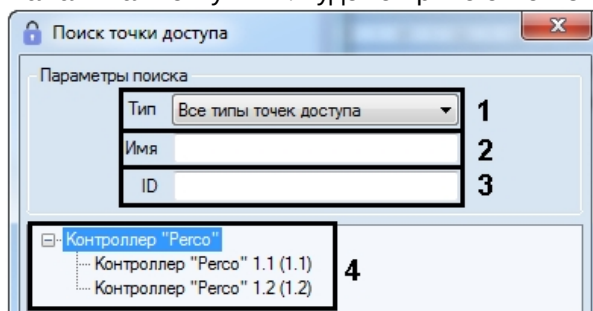 Поиск точки доступа
Параметры поиска
Тип Все типы точек доступа 1
Имя 2
ID 3
Контроллер "Perco"
Контроллер "Perco" 1.1 (1.1) 4
Контроллер "Perco" 1.2 (1.2)